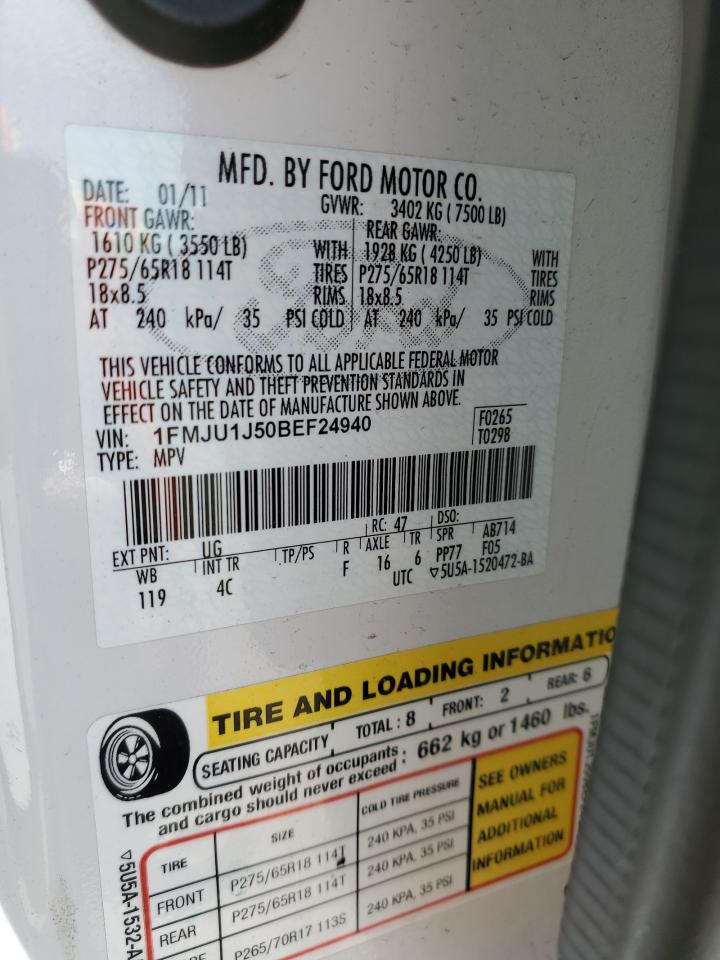 MFD. BY FORD MOTOR CO.
DATE: 01/11 GVWR: 3402 KG ( 7500 LB)
FRONT GAWR: REAR GAWR:
1610 KG ( 3550 LB) WITH 1928 KG ( 4250 LB) WITH
P275/65R18 114T TIRES P275/65R18 114T TIRES
18x8.5 RIMS 18x8.5 RIMS
AT 240 kPa/ 35 PSI COLD AT 240 kPa/ 35 PSI COLD
THIS VEHICLE CONFORMS TO ALL APPLICABLE FEDERAL MOTOR
VEHICLE SAFETY AND THEFT PREVENTION STANDARDS IN
EFFECT ON THE DATE OF MANUFACTURE SHOWN ABOVE.
VIN: 1FMJU1J50BEF24940 F0265
TYPE: MPV T0298
EXT PNT: UG RC: 47 DSO:
WB INT TR TP/PS R AXLE TR SPR AB714
119 4C F 16 6 PP77 F05
UTC ▽5U5A-1520472-BA
TIRE AND LOADING INFORMATIO
SEATING CAPACITY TOTAL : 8 FRONT: 2 REAR: 6
The combined weight of occupants
and cargo should never exceed : 662 kg or 1460 lbs.
TIRE SIZE COLD TIRE PRESSURE
FRONT P275/65R18 114T 240 KPA, 35 PSI
REAR P275/65R18 114T 240 KPA, 35 PSI
P265/70R17 113S 240 KPA, 35 PSI
SEE OWNERS
MANUAL FOR
ADDITIONAL
INFORMATION
▽5U5A-1532-A